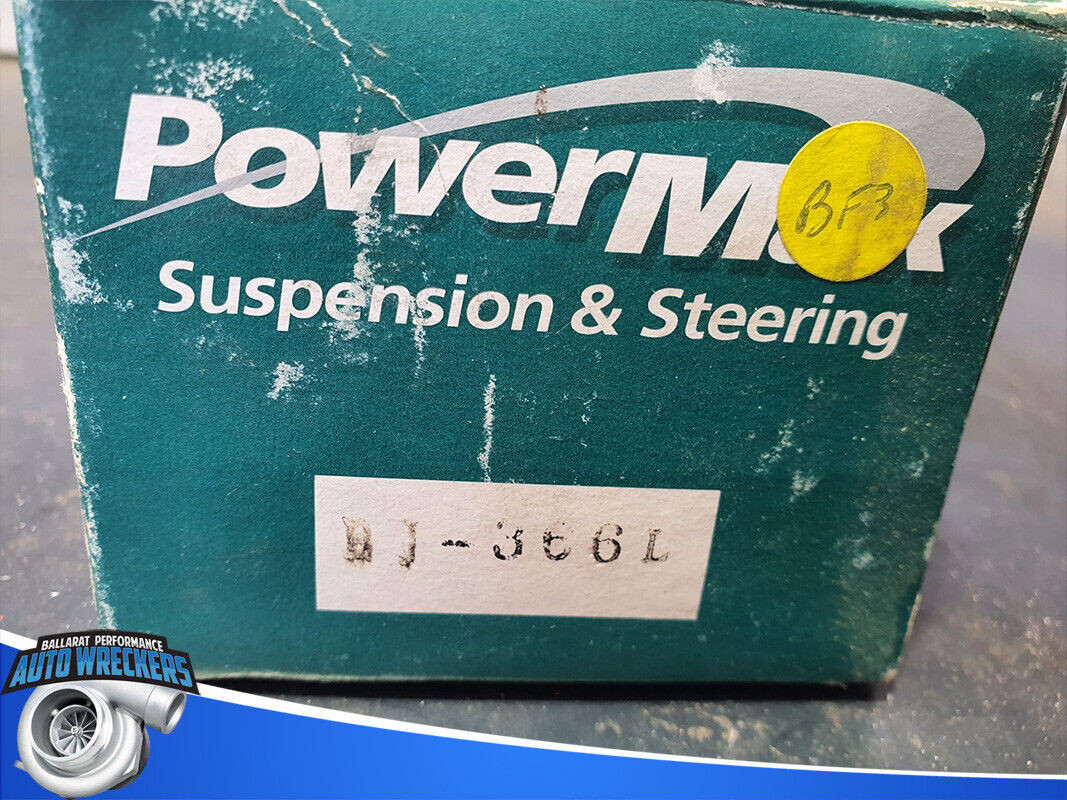 PowerMax
BF3
Suspension & Steering
BJ-366L
BALLARAT PERFORMANCE
AUTO WRECKERS